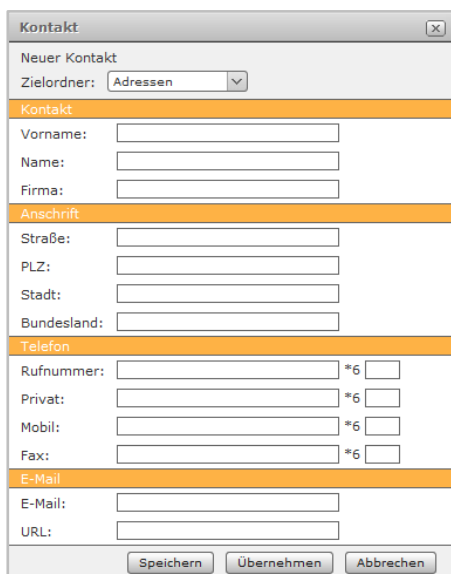 Kontakt
Neuer Kontakt
Zielordner: Adressen
Kontakt
Vorname:
Name:
Firma:
Anschrift
Straße:
PLZ:
Stadt:
Bundesland:
Telefon
Rufnummer: *6
Privat: *6
Mobil: *6
Fax: *6
E-Mail
E-Mail:
URL:
Speichern Übernehmen Abbrechen